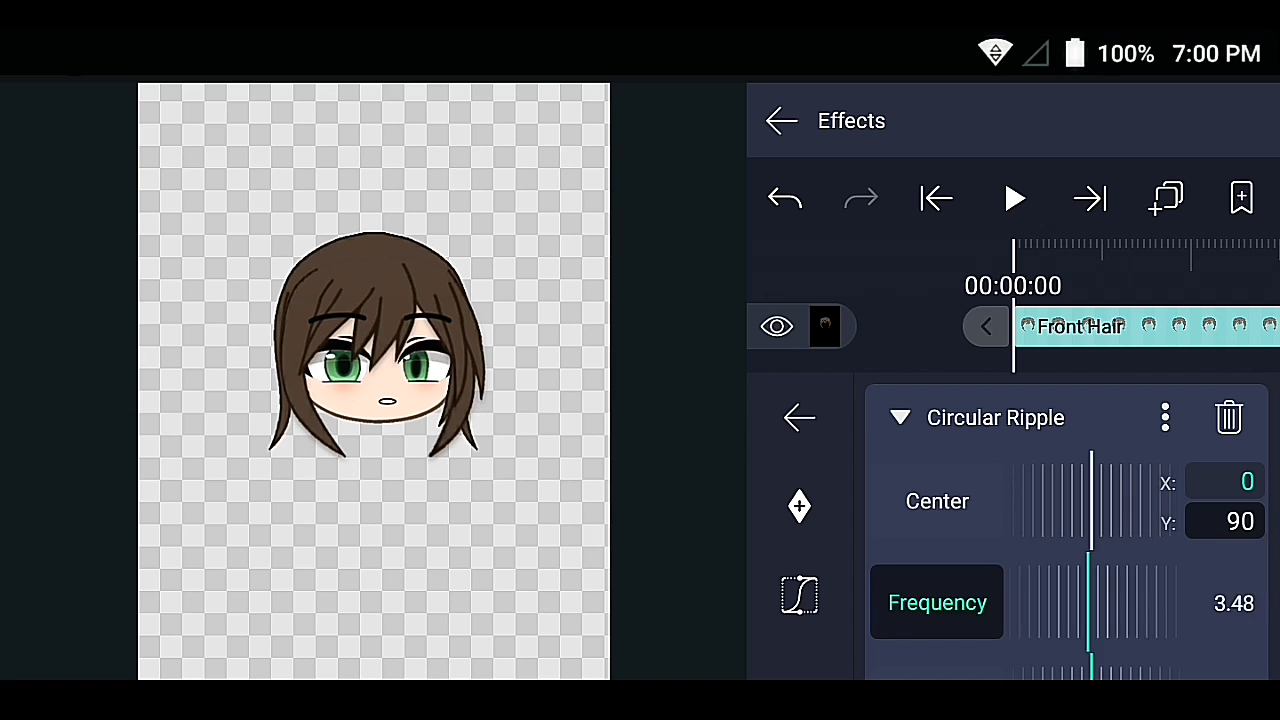 100% 7:00 PM
Effects
00:00:00
Front Hair
Circular Ripple
Center
X: 0
Y: 90
Frequency
3.48